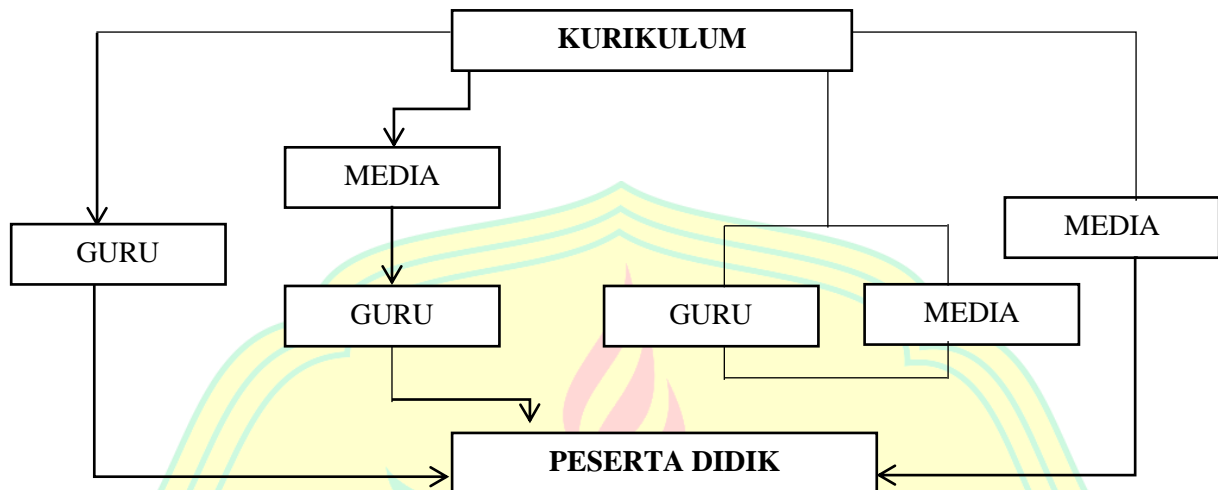 KURIKULUM
MEDIA
MEDIA
GURU
GURU
GURU
MEDIA
PESERTA DIDIK